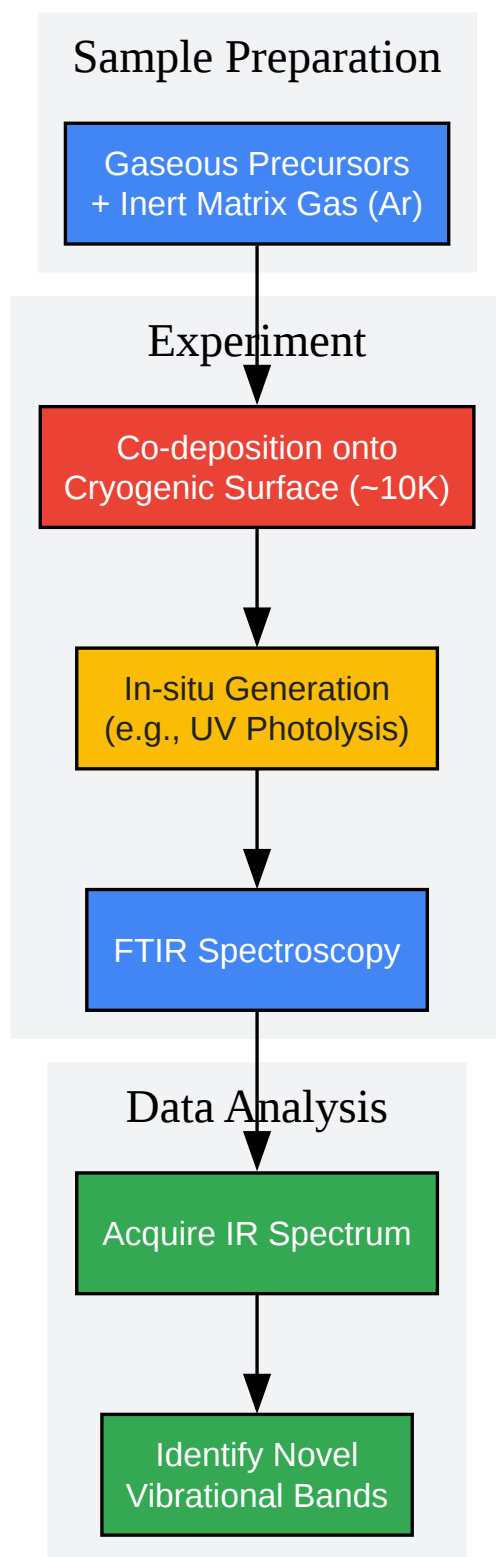 Sample Preparation
Gaseous Precursors
+ Inert Matrix Gas (Ar)
Experiment
Co-deposition onto
Cryogenic Surface (~10K)
In-situ Generation
(e.g., UV Photolysis)
FTIR Spectroscopy
Data Analysis
Acquire IR Spectrum
Identify Novel
Vibrational Bands